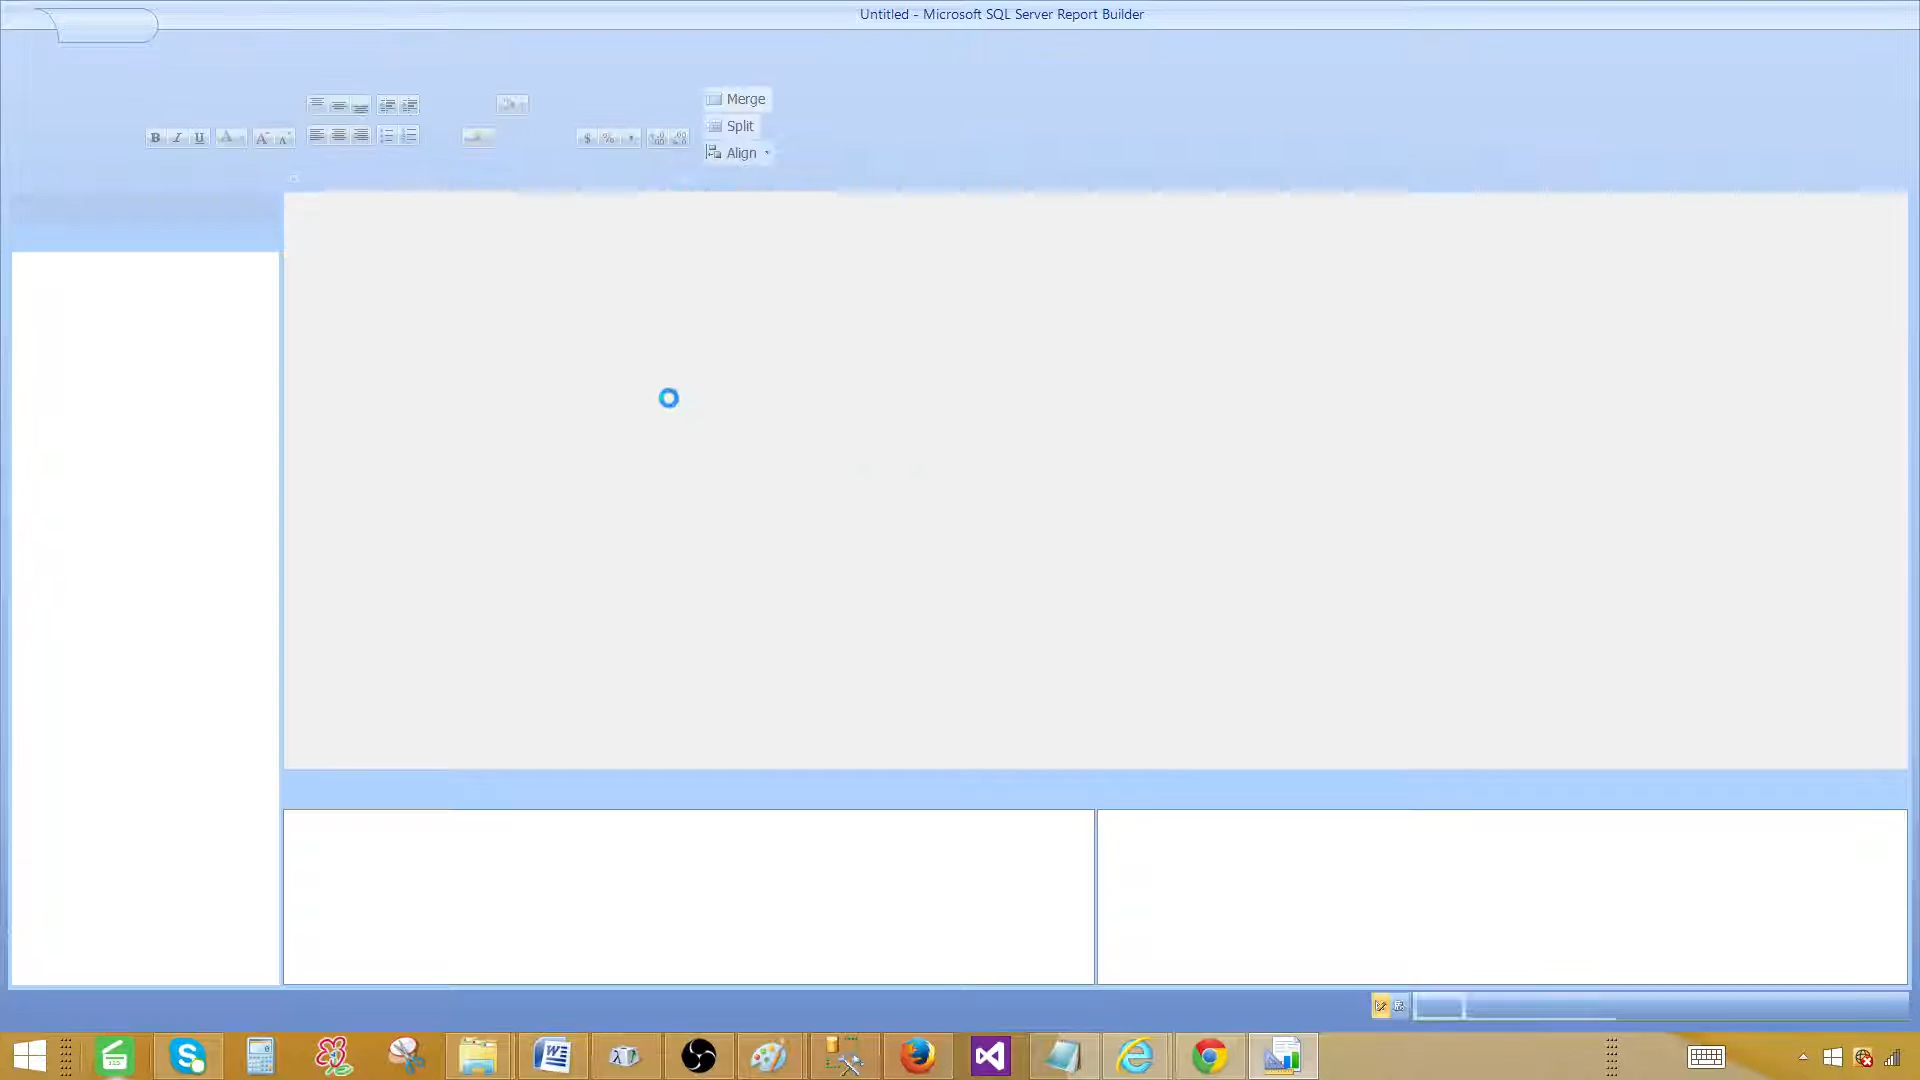 Untitled - Microsoft SQL Server Report Builder
Merge
Split
Align
B I U A A A
$ %